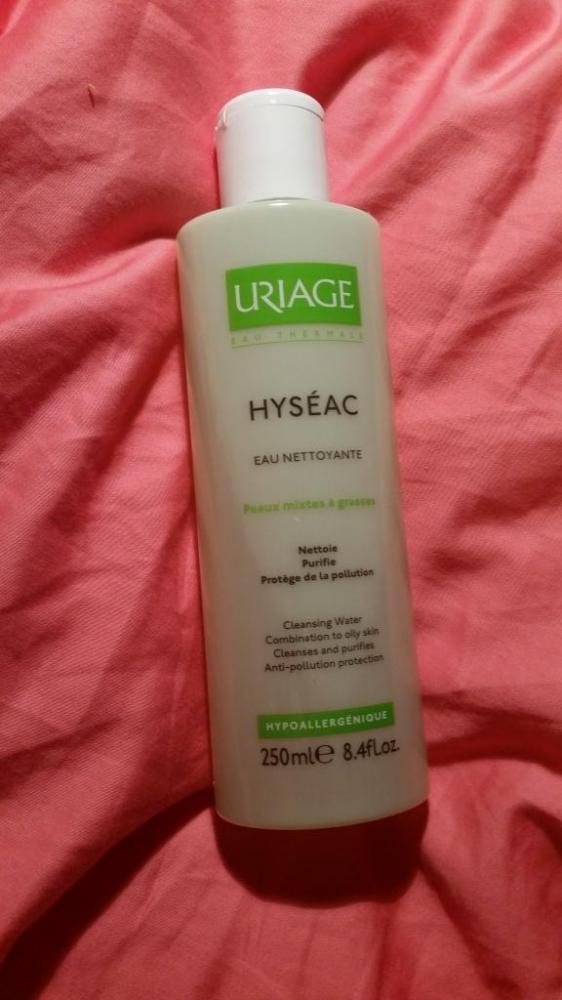 URIAGE
EAU THERMALE
HYSÉAC
EAU NETTOYANTE
Peaux mixtes à grasses
Nettoie
Purifie
Protège de la pollution
Cleansing Water
Combination to oily skin
Cleanses and purifies
Anti-pollution protection
HYPOALLERGÉNIQUE
250ml℮ 8.4fl.oz.